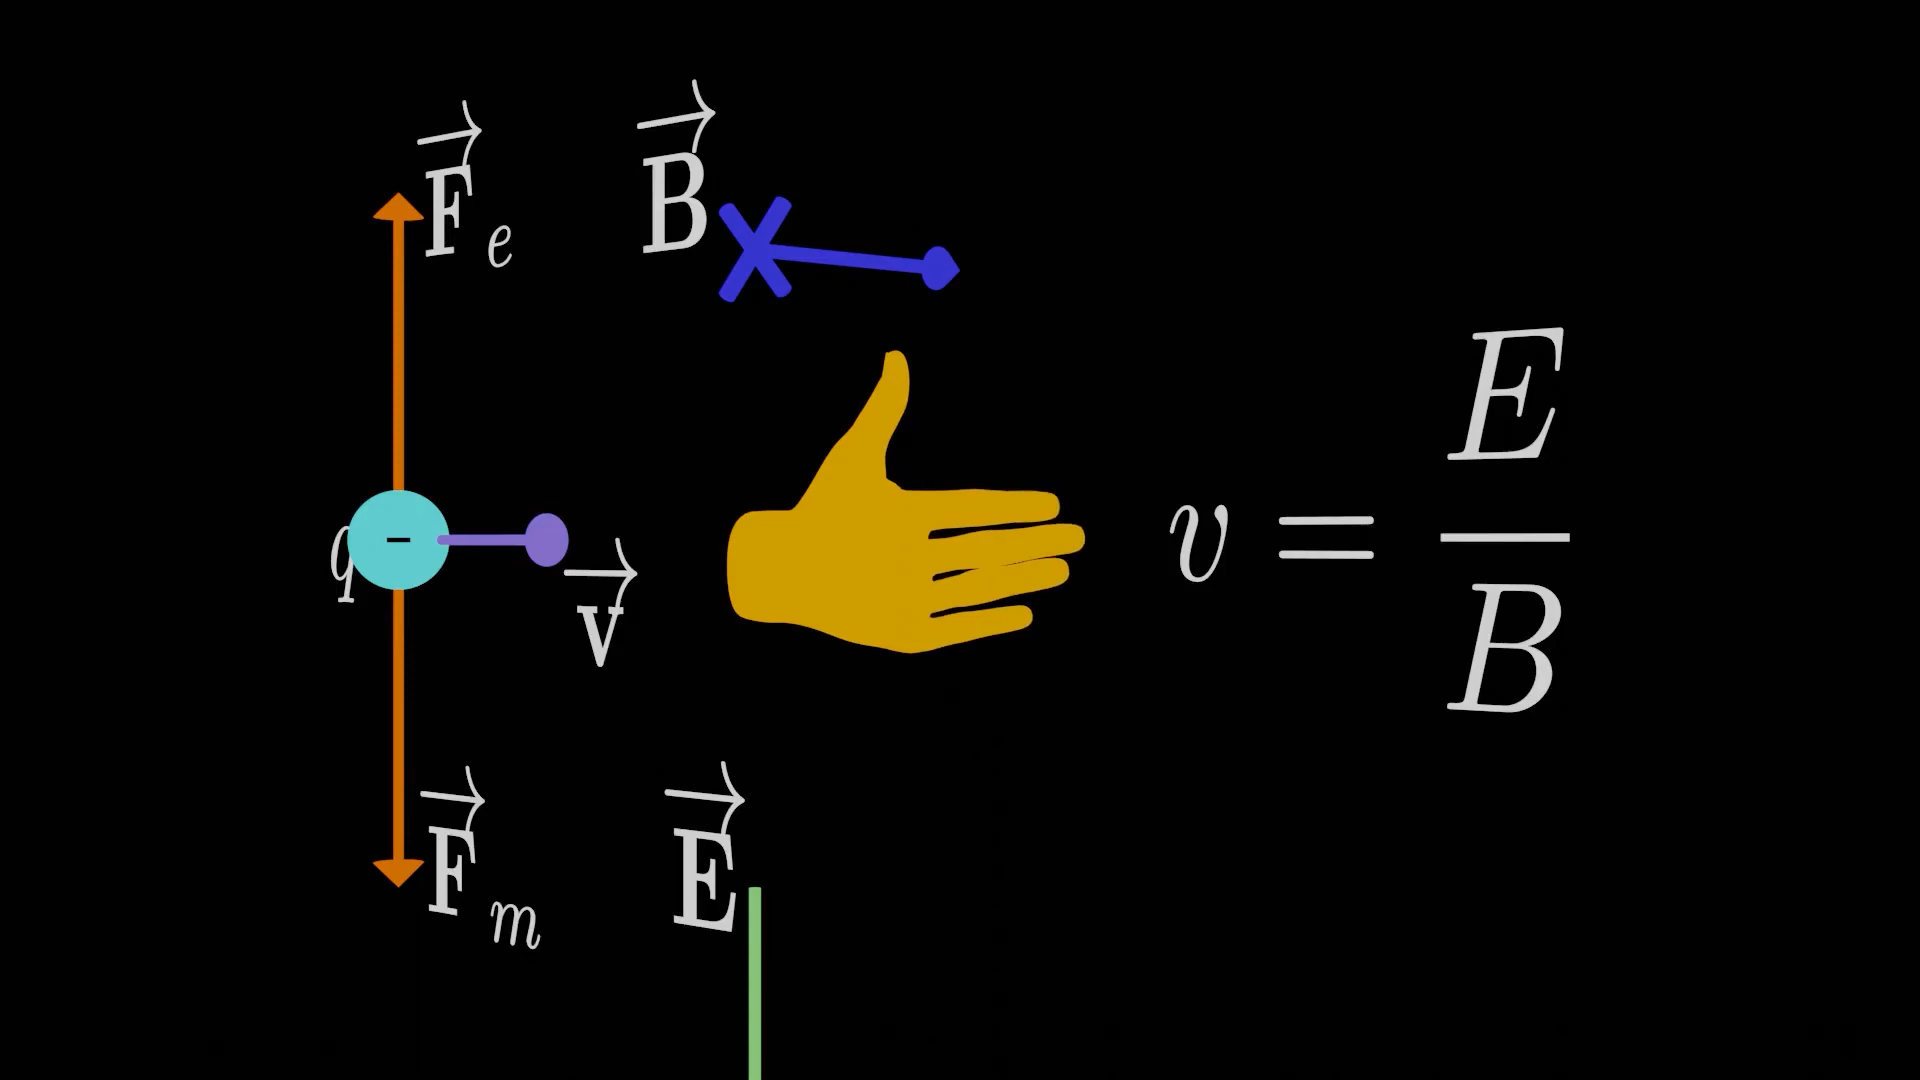 F⃗ₑ
B⃗
q
-
v⃗
v = E/B
F⃗ₘ
E⃗